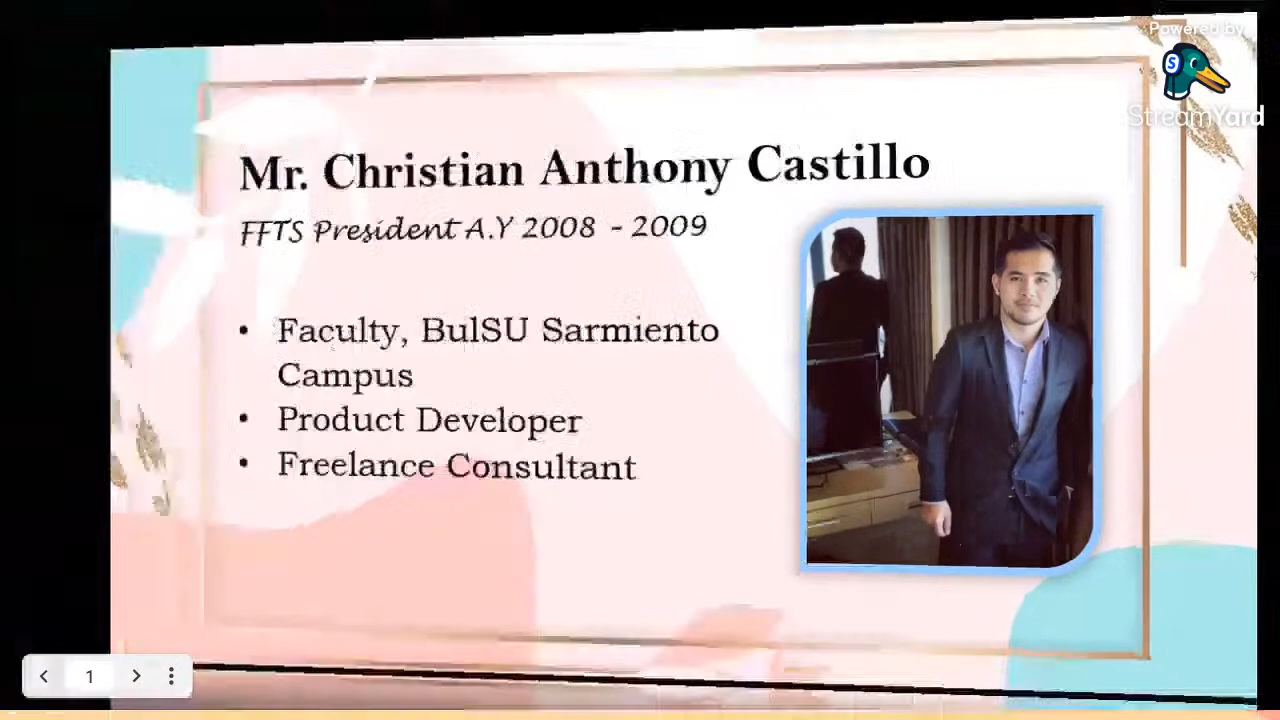 Powered by
StreamYard
Mr. Christian Anthony Castillo
FFTS President A.Y 2008 - 2009
• Faculty, BulSU Sarmiento
Campus
• Product Developer
• Freelance Consultant
1